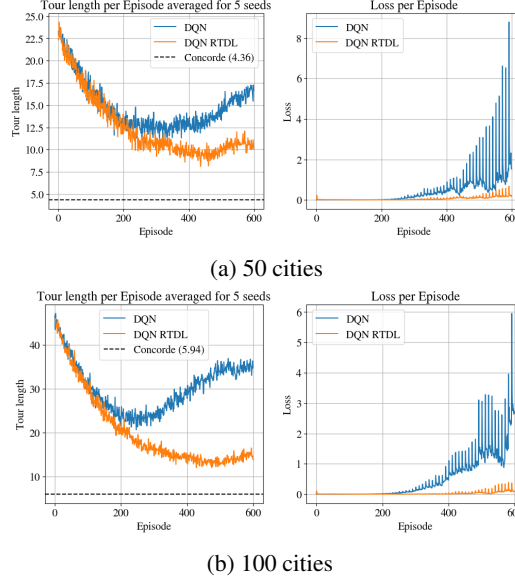 Tour length per Episode averaged for 5 seeds
25.0
22.5
20.0
17.5
15.0
12.5
10.0
7.5
5.0
Tour length
DQN
DQN RTDL
Concorde (4.36)
0
200
400
600
Episode
Loss per Episode
8
6
4
2
0
Loss
DQN
DQN RTDL
0
200
400
600
Episode
(a) 50 cities
Tour length per Episode averaged for 5 seeds
40
30
20
10
Tour length
DQN
DQN RTDL
Concorde (5.94)
0
200
400
600
Episode
Loss per Episode
6
5
4
3
2
1
0
Loss
DQN
DQN RTDL
0
200
400
600
Episode
(b) 100 cities